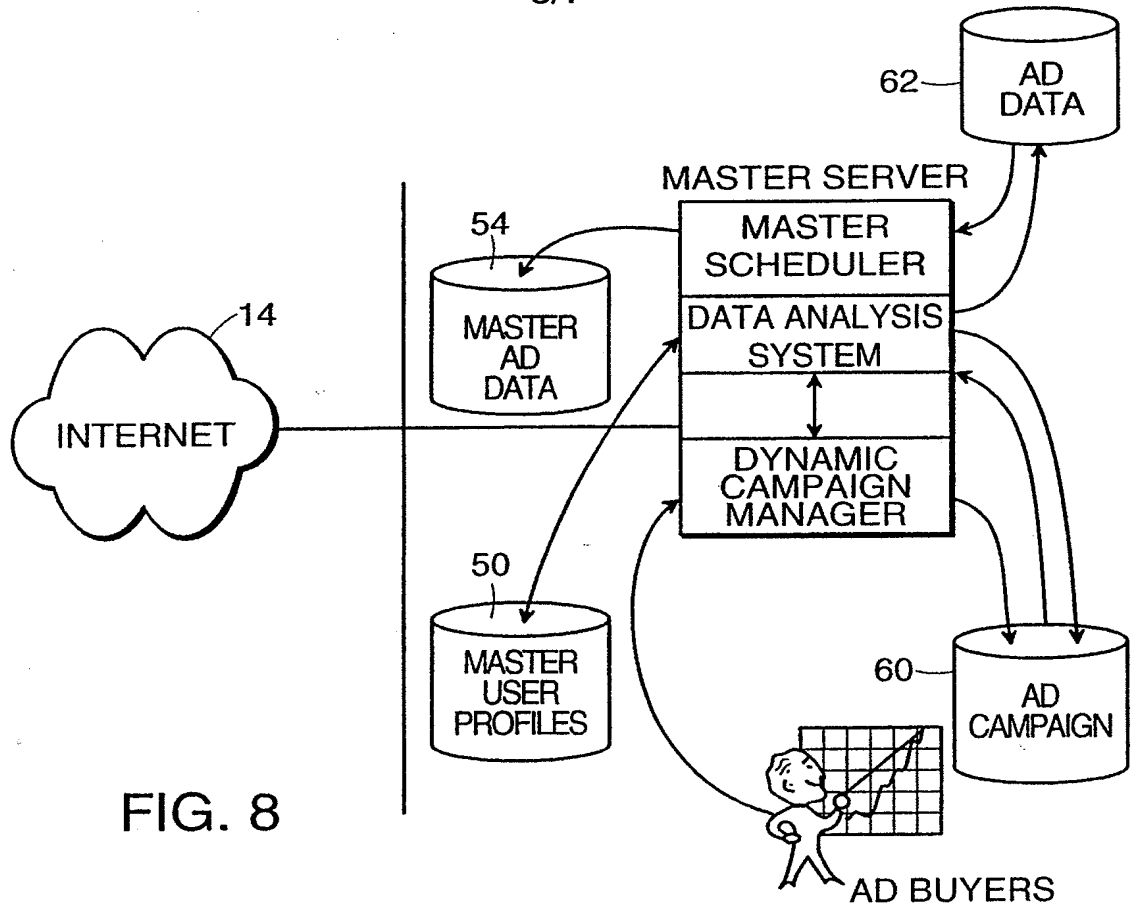 62
AD
DATA
MASTER SERVER
54
MASTER
SCHEDULER
14
MASTER
AD
DATA
DATA ANALYSIS
SYSTEM
INTERNET
DYNAMIC
CAMPAIGN
MANAGER
50
MASTER
USER
PROFILES
60
AD
CAMPAIGN
FIG. 8
AD BUYERS